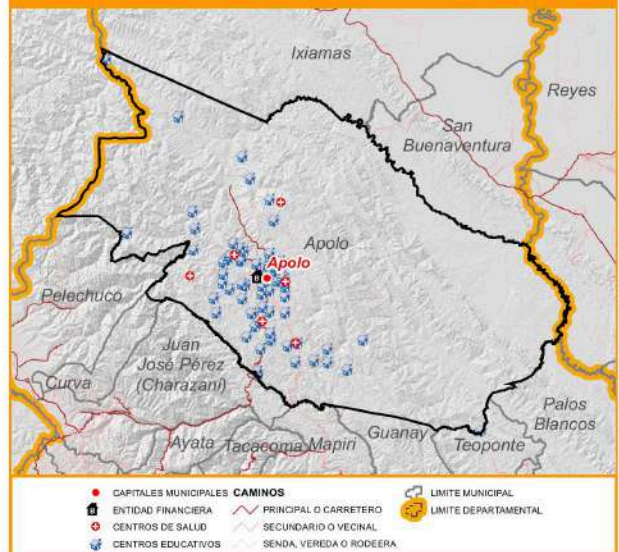 Ixiamas
Reyes
San
Buenaventura
Apolo
Apolo
B
Pelechuco
Juan
José Pérez
(Charazani)
Curva
Ayata
Tacacoma
Mapiri
Guanay
Teoponte
Palos
Blancos
CAPITALES MUNICIPALES
B ENTIDAD FINANCIERA
CENTROS DE SALUD
CENTROS EDUCATIVOS
CAMINOS
PRINCIPAL O CARRETERO
SECUNDARIO O VECINAL
SENDA, VEREDA O RODEERA
LIMITE MUNICIPAL
LIMITE DEPARTAMENTAL